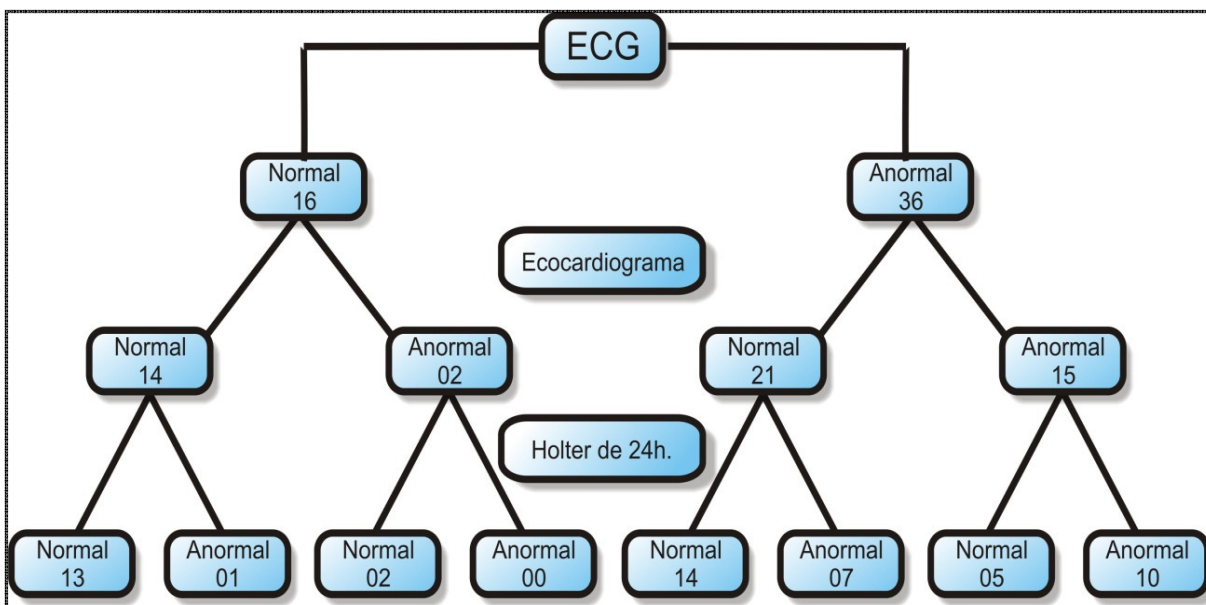 ECG
Normal
16
Anormal
36
Ecocardiograma
Normal
14
Anormal
02
Normal
21
Anormal
15
Holter de 24h.
Normal
13
Anormal
01
Normal
02
Anormal
00
Normal
14
Anormal
07
Normal
05
Anormal
10